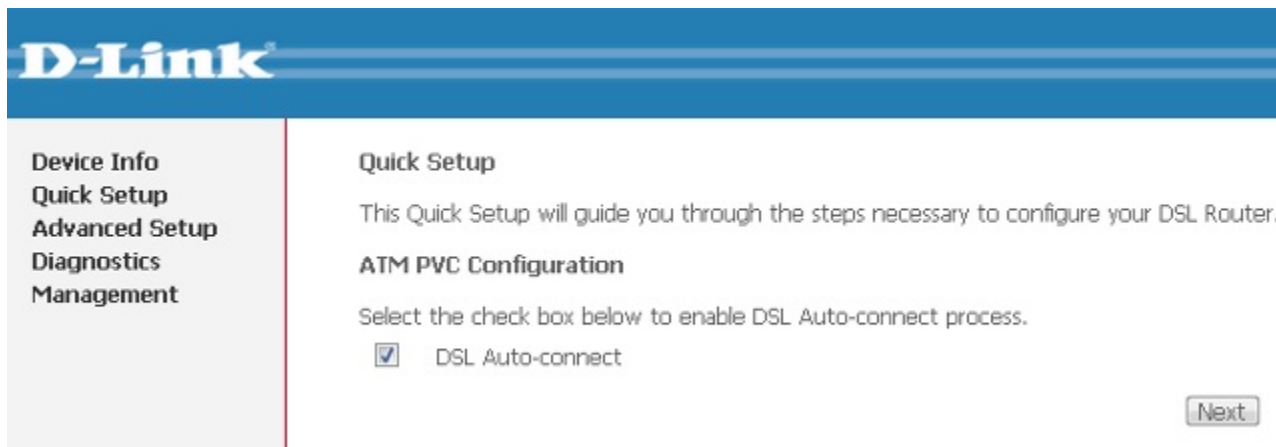 D-Link
Device Info
Quick Setup
Advanced Setup
Diagnostics
Management
Quick Setup
This Quick Setup will guide you through the steps necessary to configure your DSL Router.
ATM PVC Configuration
Select the check box below to enable DSL Auto-connect process.
DSL Auto-connect
Next